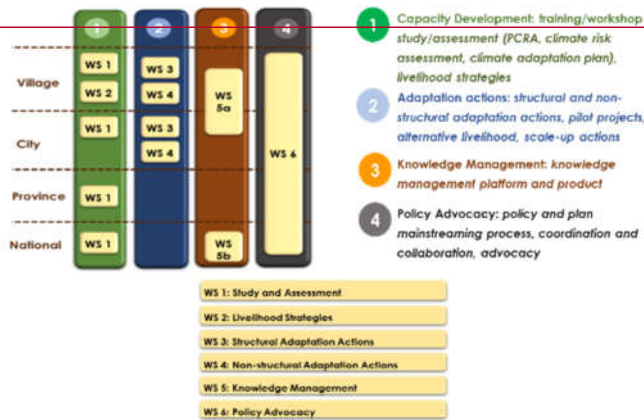 1 2 3 4
Village
City
Province
National
WS 1
WS 2
WS 1
WS 1
WS 1
WS 3
WS 4
WS 3
WS 4
WS
5a
WS
5b
WS 6
1
Capacity Development: training/workshop
study/assessment (PCRA, climate risk
assessment, climate adaptation plan),
livelihood strategies
2
Adaptation actions: structural and non-
structural adaptation actions, pilot projects,
alternative livelihood, scale-up actions
3
Knowledge Management: knowledge
management platform and product
4
Policy Advocacy: policy and plan
mainstreaming process, coordination and
collaboration, advocacy
WS 1: Study and Assessment
WS 2: Livelihood Strategies
WS 3: Structural Adaptation Actions
WS 4: Non-structural Adaptation Actions
WS 5: Knowledge Management
WS 6: Policy Advocacy